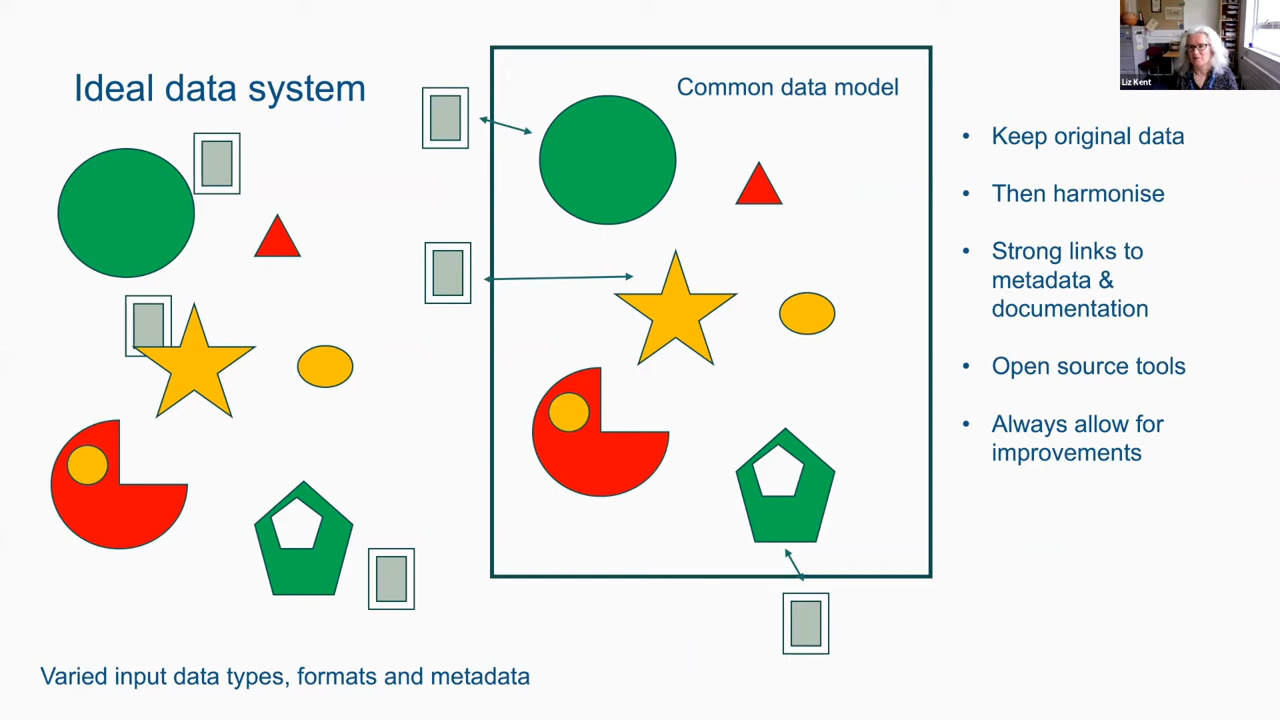 Ideal data system
Common data model
• Keep original data
• Then harmonise
• Strong links to
metadata &
documentation
• Open source tools
• Always allow for
improvements
Varied input data types, formats and metadata
Liz Kent